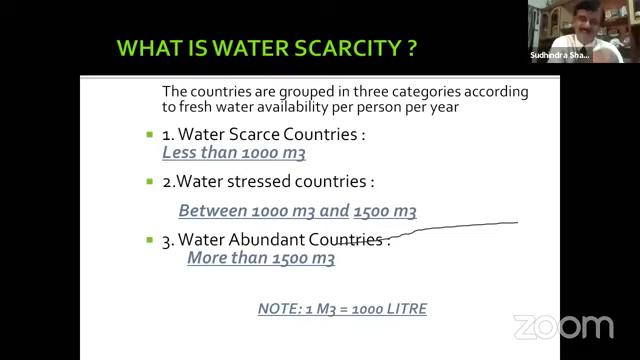 WHAT IS WATER SCARCITY ?
Sudhindra Sha...
The countries are grouped in three categories according
to fresh water availability per person per year
1. Water Scarce Countries :
Less than 1000 m3
2.Water stressed countries :
Between 1000 m3 and 1500 m3
3. Water Abundant Countries :
More than 1500 m3
NOTE: 1 M3 = 1000 LITRE
zoom